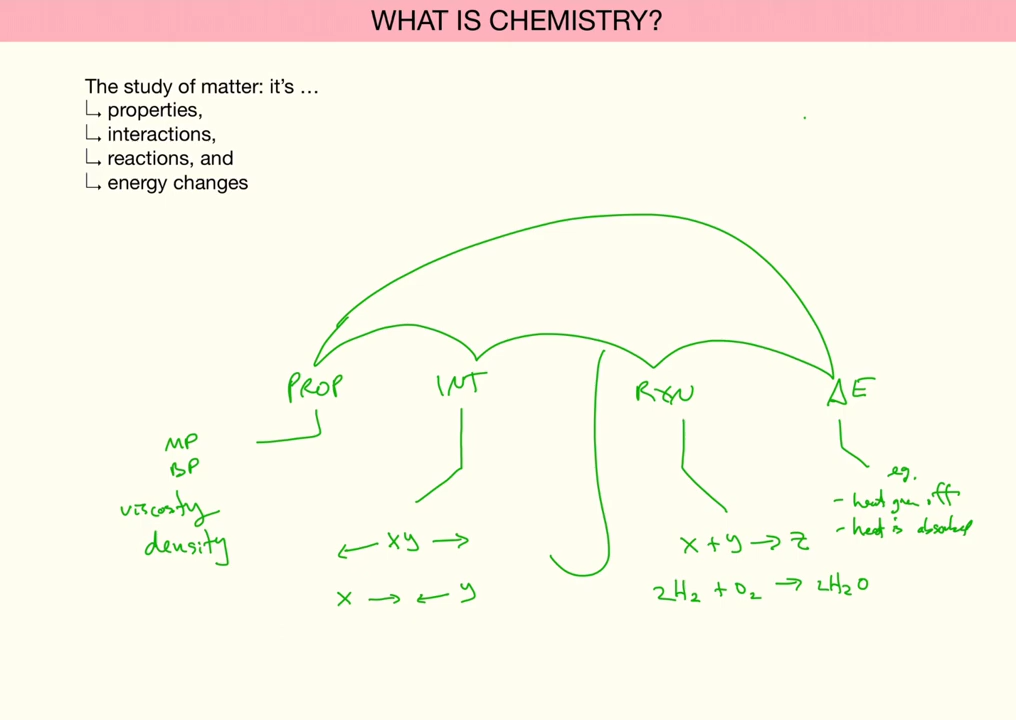 WHAT IS CHEMISTRY?
The study of matter: it's …
↳ properties,
↳ interactions,
↳ reactions, and
↳ energy changes
PROP
INT
RXN
ΔE
MP
BP
viscosity
density
← xy →
x → ← y
x + y → z
2H₂ + O₂ → 2H₂O
eg.
- heat given off
- heat is absorbed